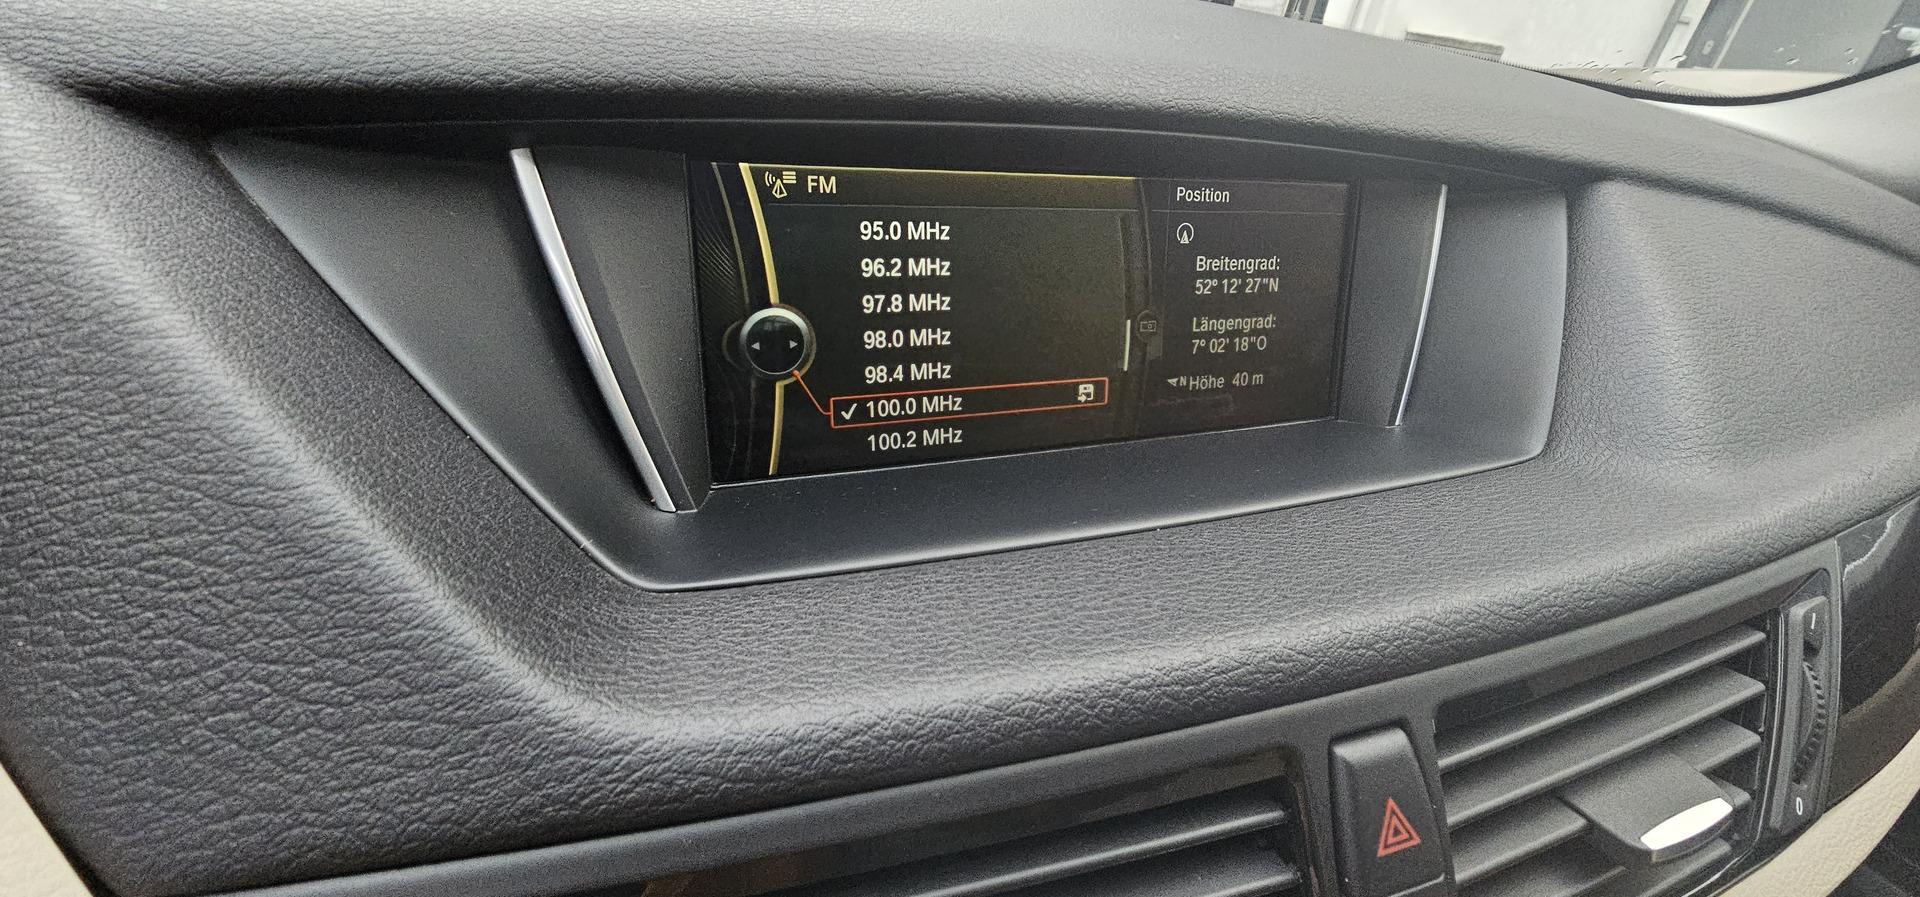 FM
95.0 MHz
96.2 MHz
97.8 MHz
98.0 MHz
98.4 MHz
100.0 MHz
100.2 MHz
Position
Breitengrad:
52° 12' 27"N
Längengrad:
7° 02' 18"O
N Höhe 40 m
0